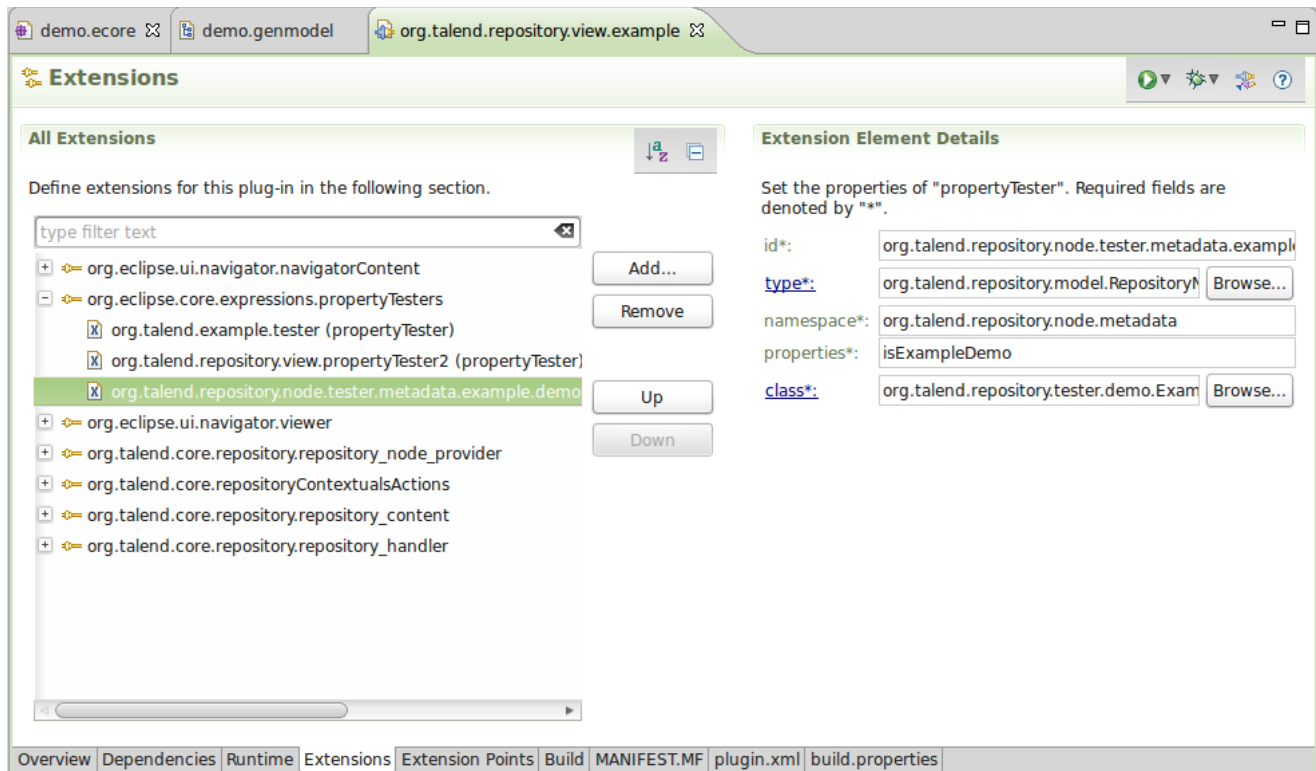 demo.ecore
demo.genmodel
org.talend.repository.view.example
Extensions
All Extensions
Define extensions for this plug-in in the following section.
type filter text
org.eclipse.ui.navigator.navigatorContent
org.eclipse.core.expressions.propertyTesters
org.talend.example.tester (propertyTester)
org.talend.repository.view.propertyTester2 (propertyTester)
org.talend.repository.node.tester.metadata.example.demo
org.eclipse.ui.navigator.viewer
org.talend.core.repository.repository_node_provider
org.talend.core.repositoryContextualsActions
org.talend.core.repository.repository_content
org.talend.core.repository.repository_handler
Add...
Remove
Up
Down
Extension Element Details
Set the properties of "propertyTester". Required fields are
denoted by "*".
id*: org.talend.repository.node.tester.metadata.example
type*: org.talend.repository.model.RepositoryN Browse...
namespace*: org.talend.repository.node.metadata
properties*: isExampleDemo
class*: org.talend.repository.tester.demo.Exam Browse...
Overview Dependencies Runtime Extensions Extension Points Build MANIFEST.MF plugin.xml build.properties